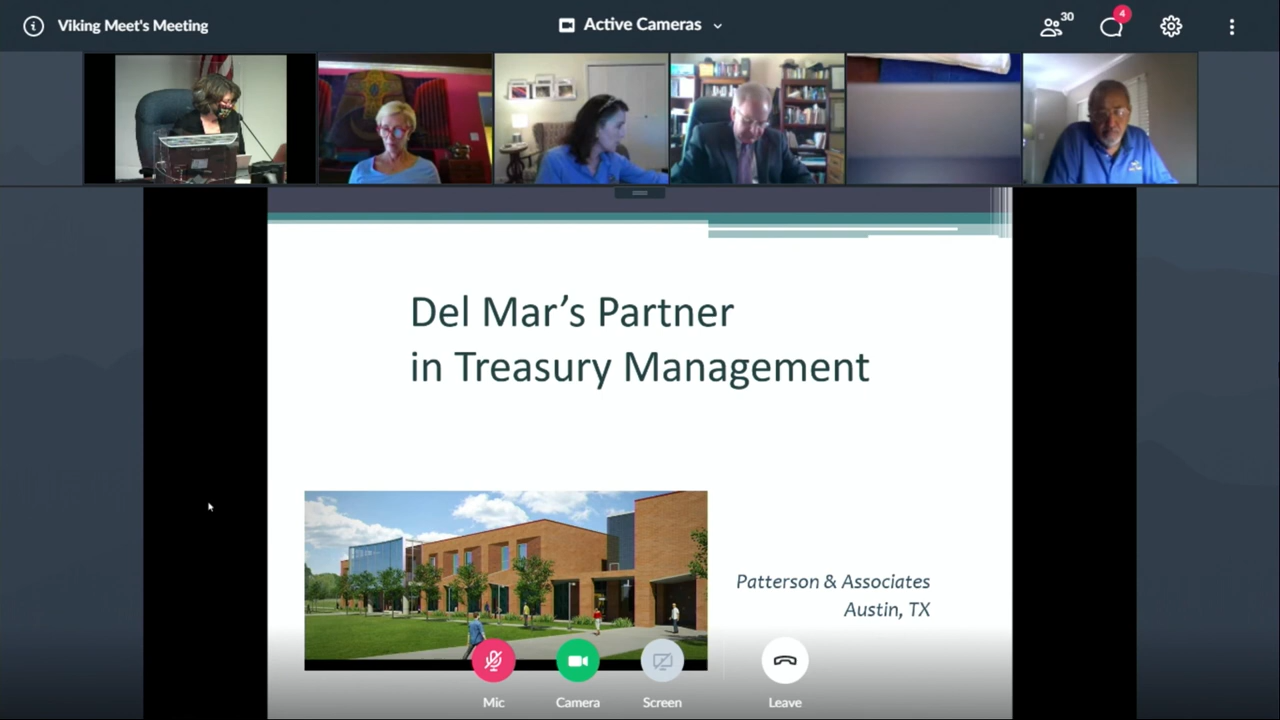 Viking Meet's Meeting
Active Cameras
30
4
Del Mar's Partner
in Treasury Management
Patterson & Associates
Austin, TX
Mic
Camera
Screen
Leave